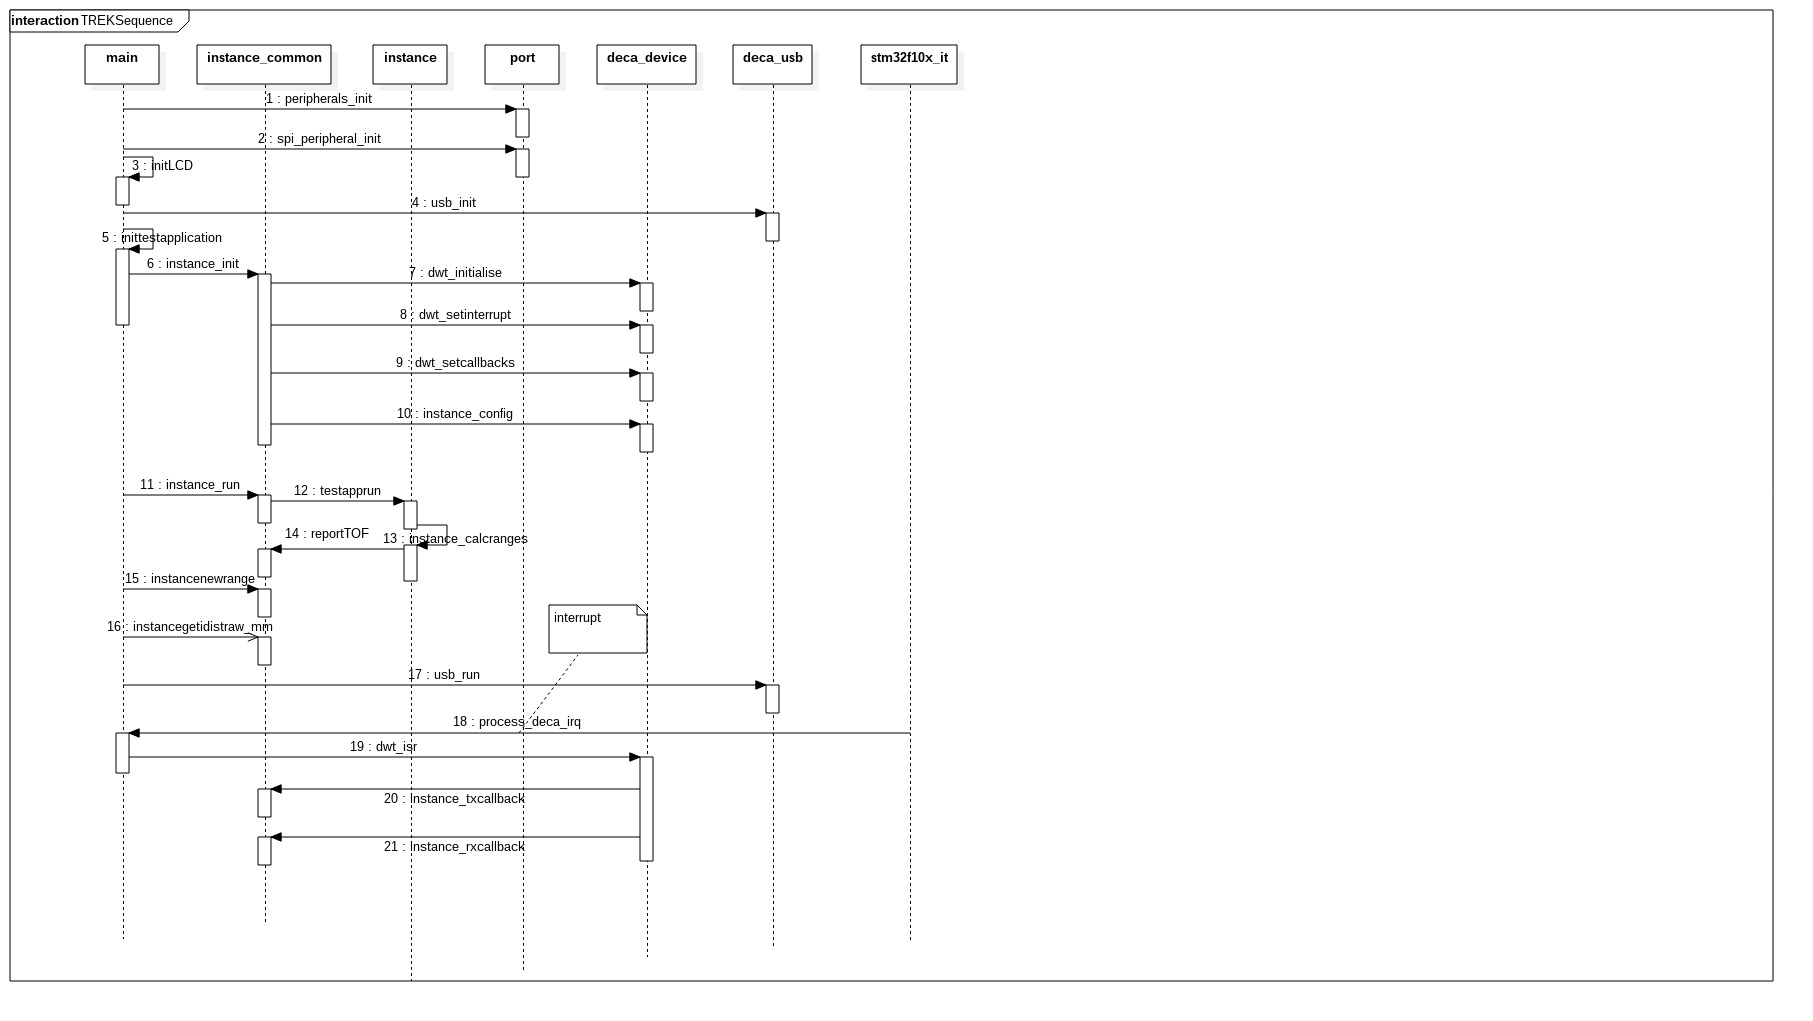 interaction TREKSequence
main
instance_common
instance
port
deca_device
deca_usb
stm32f10x_it
1 : peripherals_init
2 : spi_peripheral_init
3 : initLCD
4 : usb_init
5 : inittestapplication
6 : instance_init
7 : dwt_initialise
8 : dwt_setinterrupt
9 : dwt_setcallbacks
10 : instance_config
11 : instance_run
12 : testapprun
14 : reportTOF
13 : instance_calcranges
15 : instancenewrange
interrupt
16 : instancegetidistraw_mm
17 : usb_run
18 : process_deca_irq
19 : dwt_isr
20 : instance_txcallback
21 : instance_rxcallback